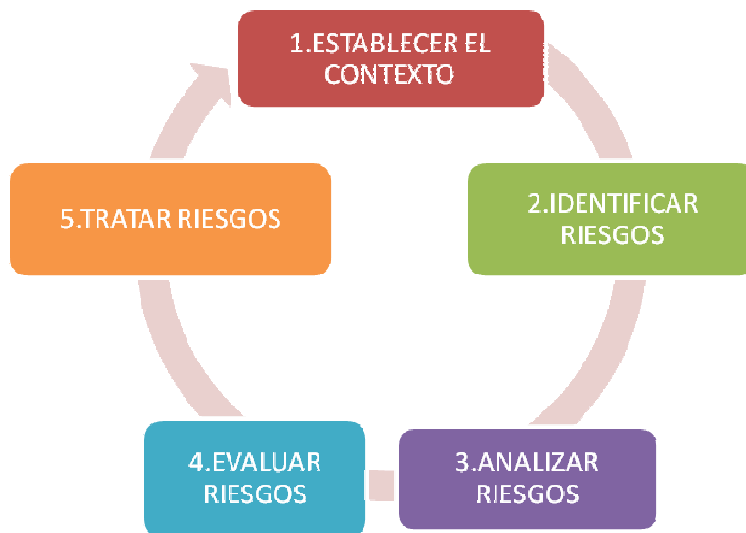 1.ESTABLECER EL
CONTEXTO
2.IDENTIFICAR
RIESGOS
3.ANALIZAR
RIESGOS
4.EVALUAR
RIESGOS
5.TRATAR RIESGOS